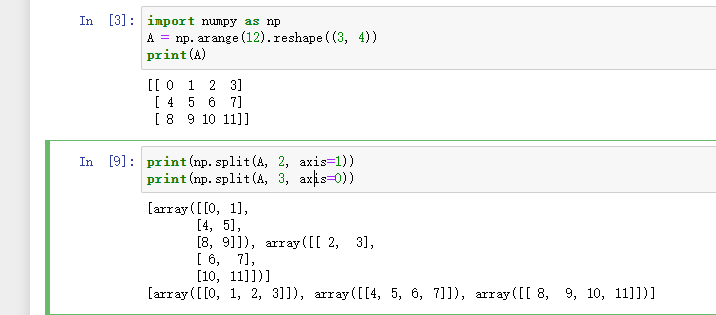 In [3]: import numpy as np
A = np.arange(12).reshape((3, 4))
print(A)
[[ 0  1  2  3]
 [ 4  5  6  7]
 [ 8  9 10 11]]
In [9]: print(np.split(A, 2, axis=1))
print(np.split(A, 3, axis=0))
[array([[0, 1],
       [4, 5],
       [8, 9]]), array([[ 2,  3],
       [ 6,  7],
       [10, 11]])]
[array([[0, 1, 2, 3]]), array([[4, 5, 6, 7]]), array([[ 8,  9, 10, 11]])]